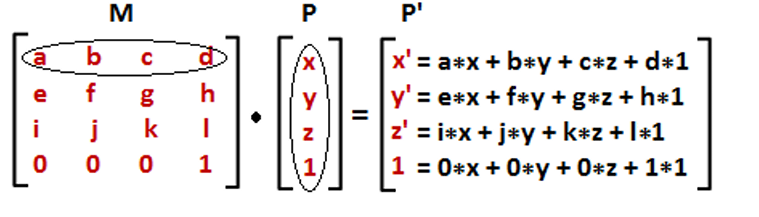 M P P'
a b c d x x' = a*x + b*y + c*z + d*1
e f g h y y' = e*x + f*y + g*z + h*1
• =
i j k l z z' = i*x + j*y + k*z + l*1
0 0 0 1 1 1 = 0*x + 0*y + 0*z + 1*1